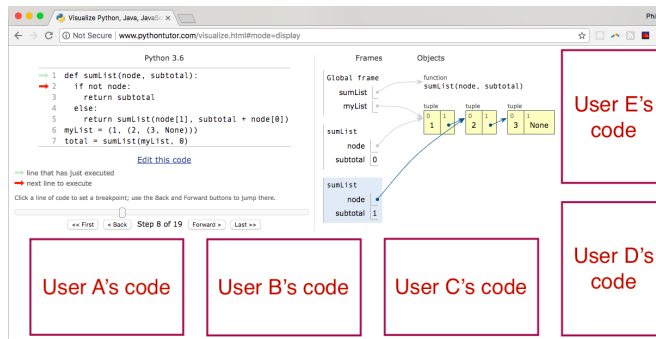 Visualize Python, Java, JavaSc
Phi
Not Secure | www.pythontutor.com/visualize.html#mode=display
Python 3.6
1 def sumList(node, subtotal):
2 if not node:
3 return subtotal
4 else:
5 return sumList(node[1], subtotal + node[0])
6 myList = (1, (2, (3, None)))
7 total = sumList(myList, 0)
Edit this code
line that has just executed
next line to execute
Click a line of code to set a breakpoint; use the Back and Forward buttons to jump there.
<< First < Back Step 8 of 19 Forward > Last >>
Frames Objects
Global frame
sumList
myList
function
sumList(node, subtotal)
tuple tuple tuple
0 1 0 1 0 1
1 2 3 None
sumList
node
subtotal 0
sumList
node
subtotal 1
User E's
code
User A's code
User B's code
User C's code
User D's
code